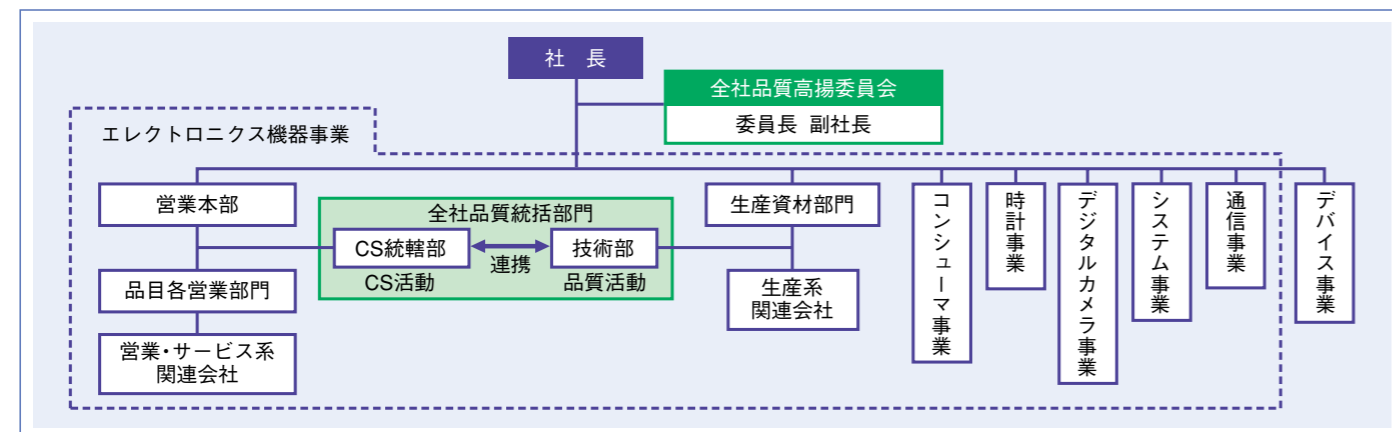 社　長
全社品質高揚委員会
委員長 副社長
エレクトロニクス機器事業
営業本部
全社品質統括部門
生産資材部門
CS統轄部
連携
技術部
CS活動
品質活動
品目各営業部門
生産系
関連会社
営業・サービス系
関連会社
コンシューマ事業
時計事業
デジタルカメラ事業
システム事業
通信事業
デバイス事業